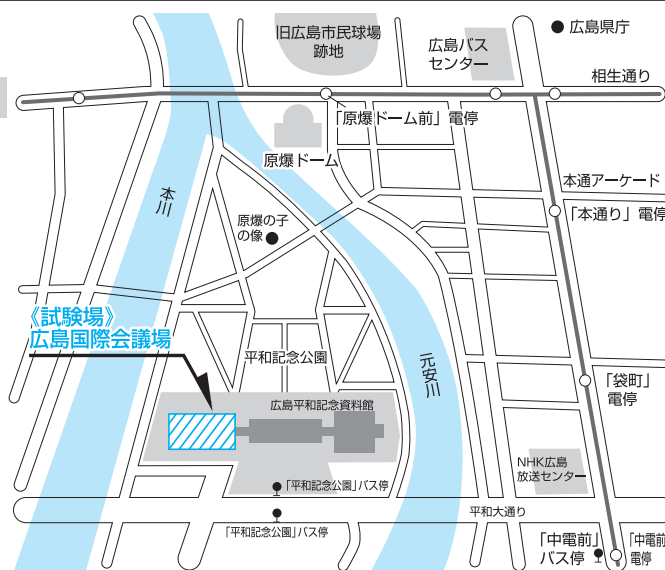 旧広島市民球場
跡地
広島バス
センター
広島県庁
相生通り
「原爆ドーム前」電停
原爆ドーム
本川
本通アーケード
「本通り」電停
原爆の子
の像
《試験場》
広島国際会議場
平和記念公園
元安川
広島平和記念資料館
「袋町」
電停
NHK広島
放送センター
「平和記念公園」バス停
平和大通り
「平和記念公園」バス停
「中電前」
バス停
「中電前
電停